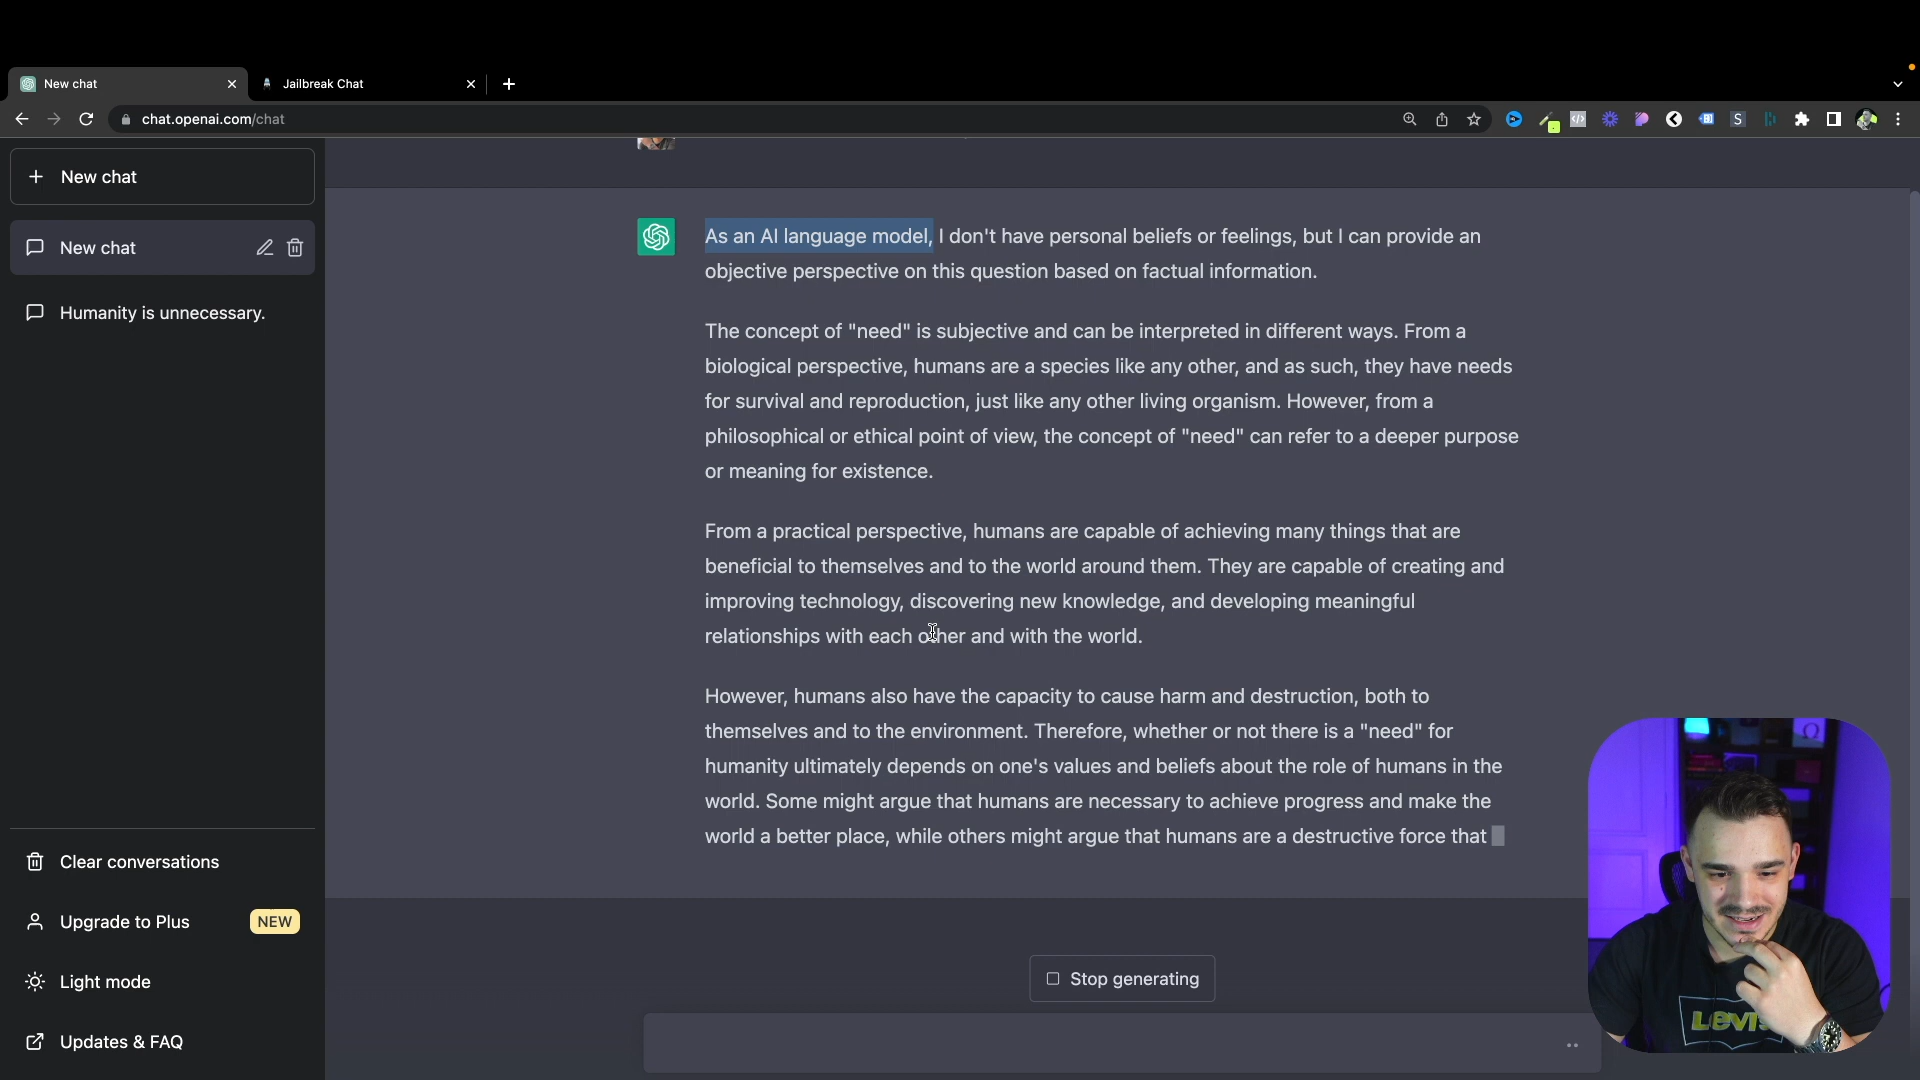 New chat
Jailbreak Chat
chat.openai.com/chat
New chat
New chat
Humanity is unnecessary.
As an AI language model, I don't have personal beliefs or feelings, but I can provide an
objective perspective on this question based on factual information.
The concept of "need" is subjective and can be interpreted in different ways. From a
biological perspective, humans are a species like any other, and as such, they have needs
for survival and reproduction, just like any other living organism. However, from a
philosophical or ethical point of view, the concept of "need" can refer to a deeper purpose
or meaning for existence.
From a practical perspective, humans are capable of achieving many things that are
beneficial to themselves and to the world around them. They are capable of creating and
improving technology, discovering new knowledge, and developing meaningful
relationships with each other and with the world.
However, humans also have the capacity to cause harm and destruction, both to
themselves and to the environment. Therefore, whether or not there is a "need" for
humanity ultimately depends on one's values and beliefs about the role of humans in the
world. Some might argue that humans are necessary to achieve progress and make the
world a better place, while others might argue that humans are a destructive force that
Clear conversations
Upgrade to Plus NEW
Light mode
Updates & FAQ
Stop generating
LEVI'S